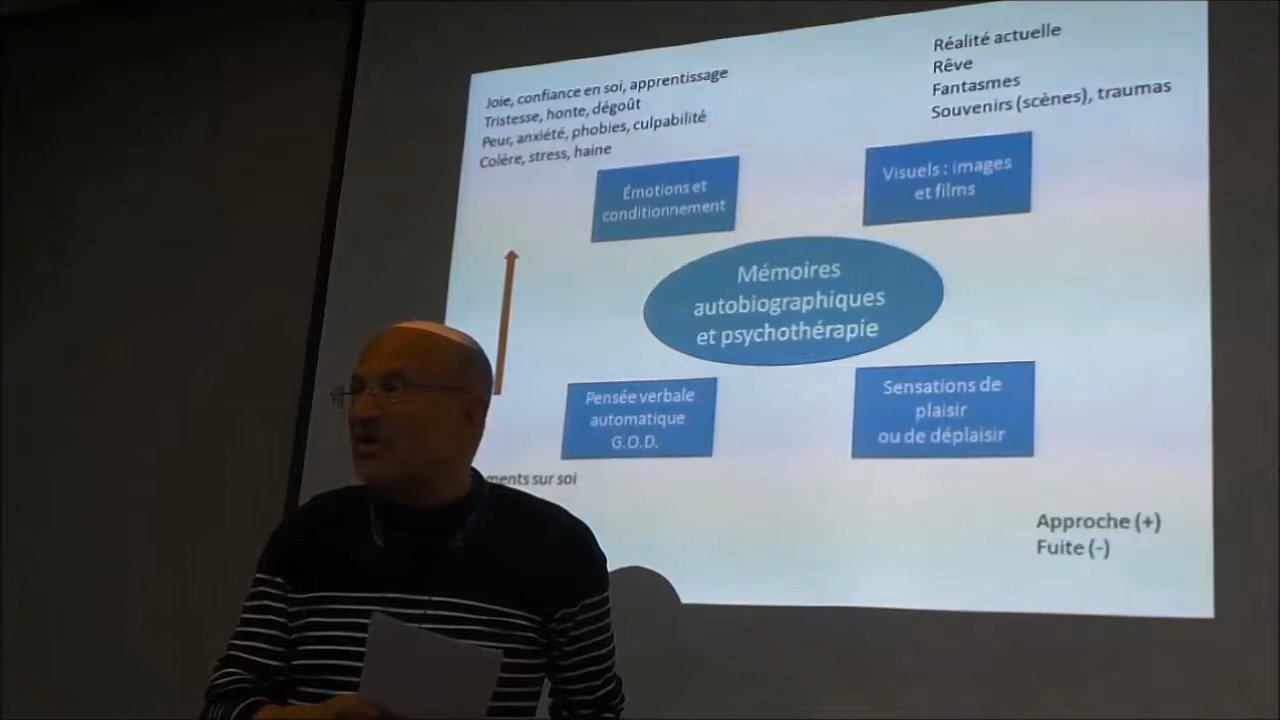 Joie, confiance en soi, apprentissage
Tristesse, honte, dégoût
Peur, anxiété, phobies, culpabilité
Colère, stress, haine
Réalité actuelle
Rêve
Fantasmes
Souvenirs (scènes), traumas
Émotions et
conditionnement
Visuels : images
et films
Mémoires
autobiographiques
et psychothérapie
Pensée verbale
automatique
G.O.D.
Sensations de
plaisir
ou de déplaisir
ments sur soi
Approche (+)
Fuite (-)